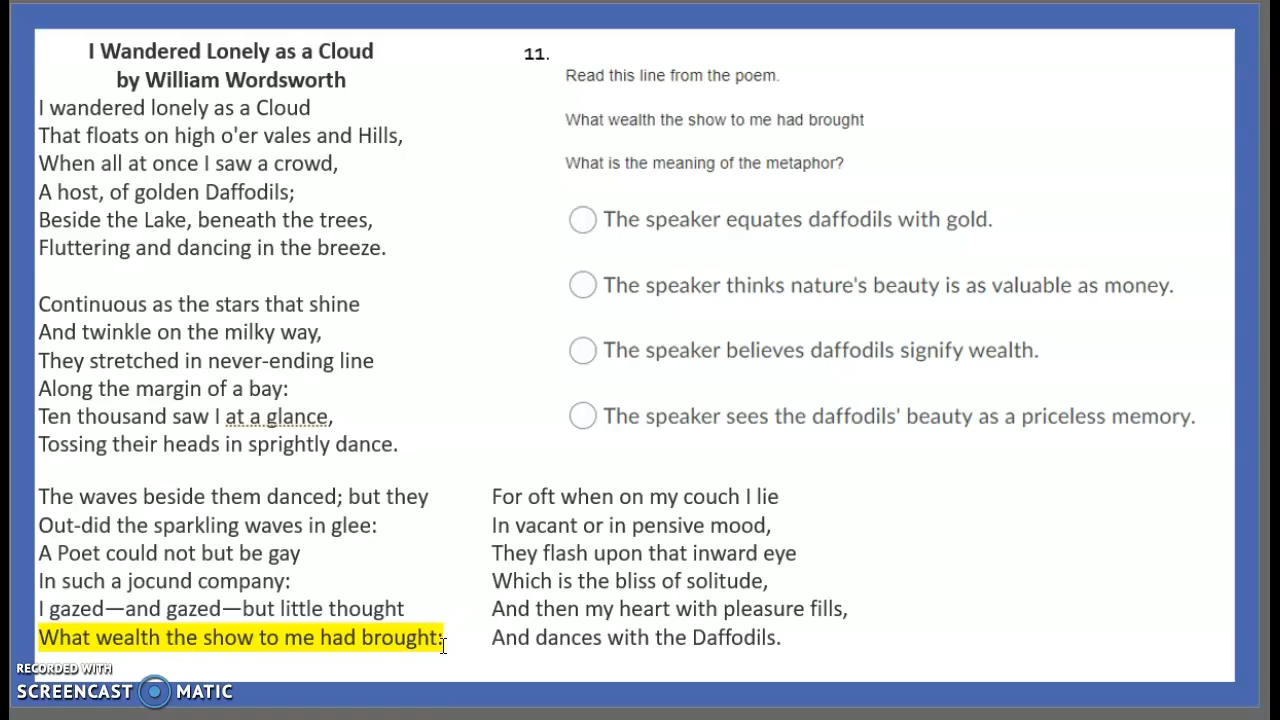 I Wandered Lonely as a Cloud
by William Wordsworth
I wandered lonely as a Cloud
That floats on high o'er vales and Hills,
When all at once I saw a crowd,
A host, of golden Daffodils;
Beside the Lake, beneath the trees,
Fluttering and dancing in the breeze.
Continuous as the stars that shine
And twinkle on the milky way,
They stretched in never-ending line
Along the margin of a bay:
Ten thousand saw I at a glance,
Tossing their heads in sprightly dance.
The waves beside them danced; but they
Out-did the sparkling waves in glee:
A Poet could not but be gay
In such a jocund company:
I gazed—and gazed—but little thought
What wealth the show to me had brought:
For oft when on my couch I lie
In vacant or in pensive mood,
They flash upon that inward eye
Which is the bliss of solitude,
And then my heart with pleasure fills,
And dances with the Daffodils.
11.
Read this line from the poem.
What wealth the show to me had brought
What is the meaning of the metaphor?
The speaker equates daffodils with gold.
The speaker thinks nature's beauty is as valuable as money.
The speaker believes daffodils signify wealth.
The speaker sees the daffodils' beauty as a priceless memory.
RECORDED WITH
SCREENCAST MATIC